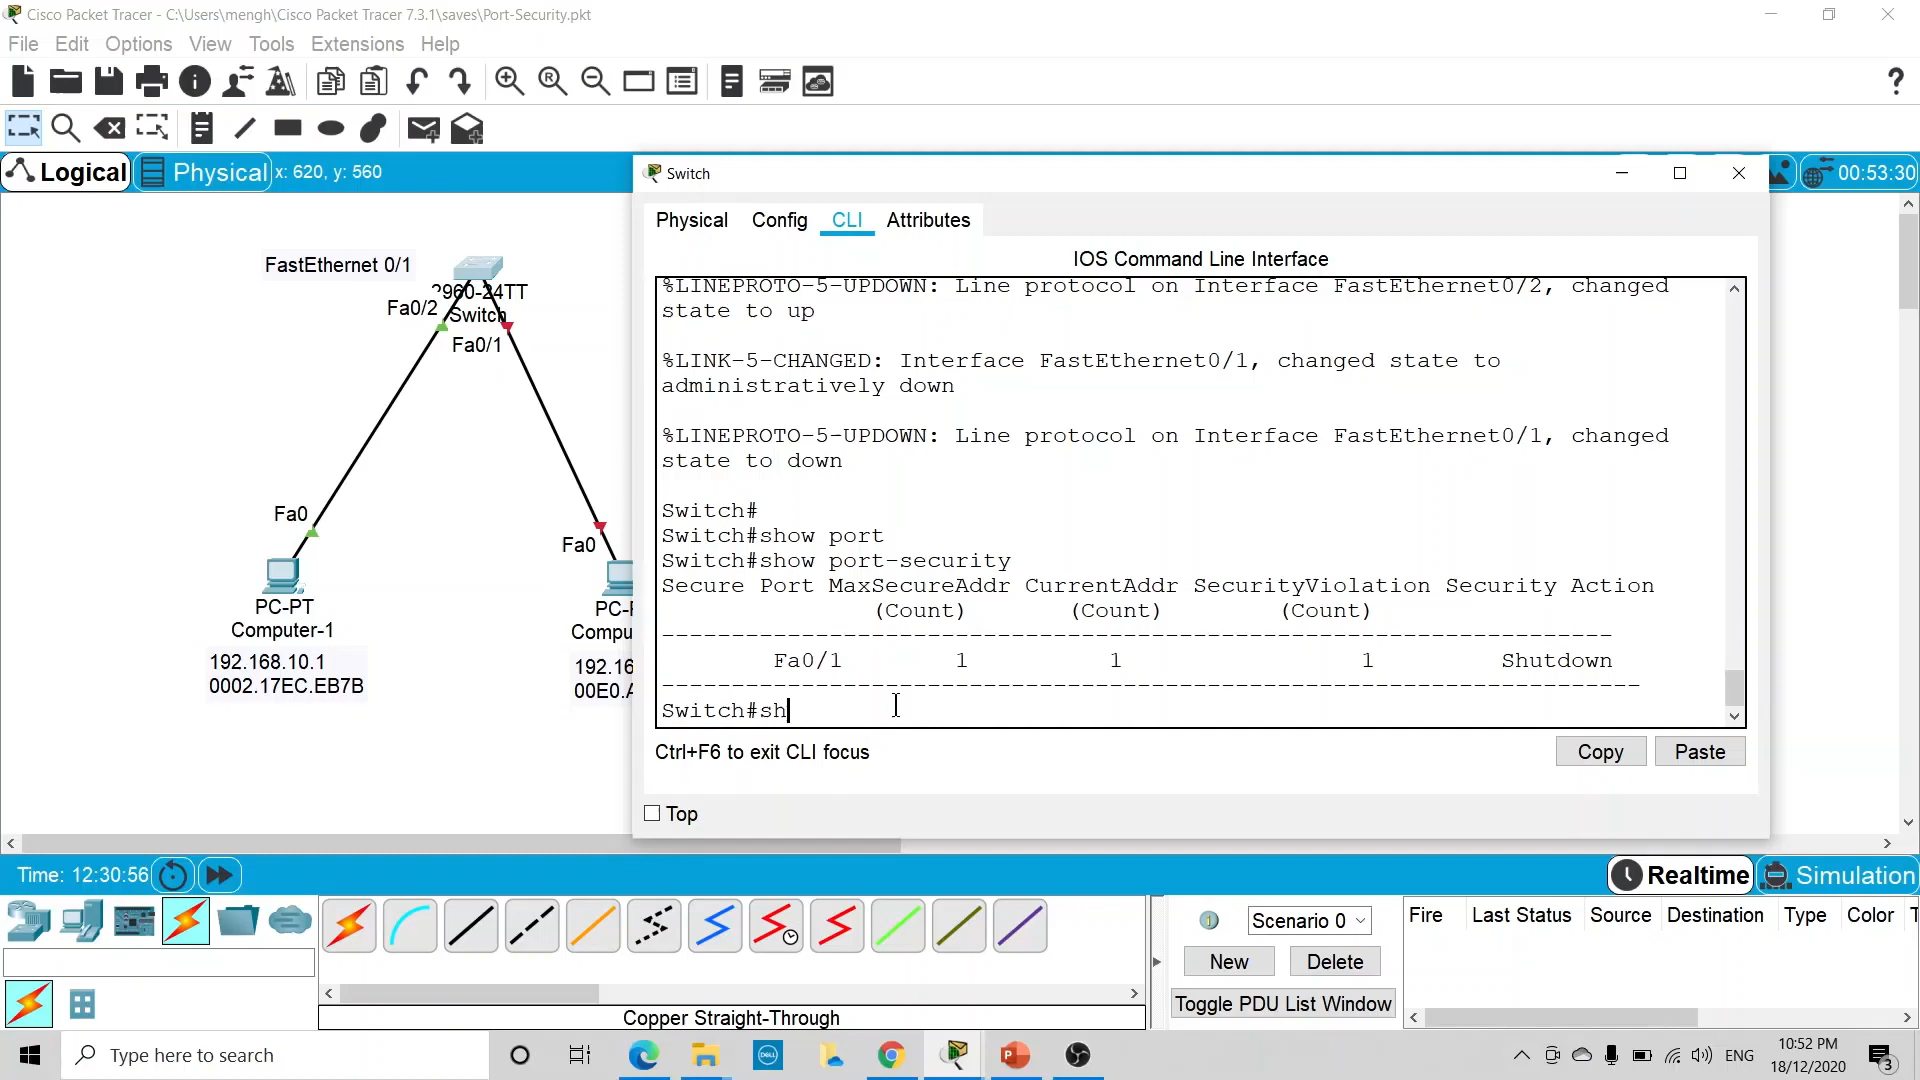 Cisco Packet Tracer - C:\Users\mengh\Cisco Packet Tracer 7.3.1\saves\Port-Security.pkt
File Edit Options View Tools Extensions Help
Logical Physical x: 620, y: 560
00:53:30
Switch
Physical Config CLI Attributes
IOS Command Line Interface
%LINEPROTO-5-UPDOWN: Line protocol on Interface FastEthernet0/2, changed
state to up
%LINK-5-CHANGED: Interface FastEthernet0/1, changed state to
administratively down
%LINEPROTO-5-UPDOWN: Line protocol on Interface FastEthernet0/1, changed
state to down
Switch#
Switch#show port
Switch#show port-security
Secure Port MaxSecureAddr CurrentAddr SecurityViolation Security Action
(Count) (Count) (Count)
--------------------------------------------------------------------
Fa0/1 1 1 1 Shutdown
----------------------------------------------------------------------
Switch#sh
Ctrl+F6 to exit CLI focus
Copy Paste
Top
FastEthernet 0/1
2960-24TT
Fa0/2
Switch
Fa0/1
Fa0
Fa0
PC-PT
Computer-1
192.168.10.1
0002.17EC.EB7B
PC-
Compu
192.16
00E0.A
Time: 12:30:56
Realtime Simulation
Scenario 0
New Delete
Toggle PDU List Window
Fire Last Status Source Destination Type Color
Copper Straight-Through
Type here to search
DELL
ENG
10:52 PM
18/12/2020
3